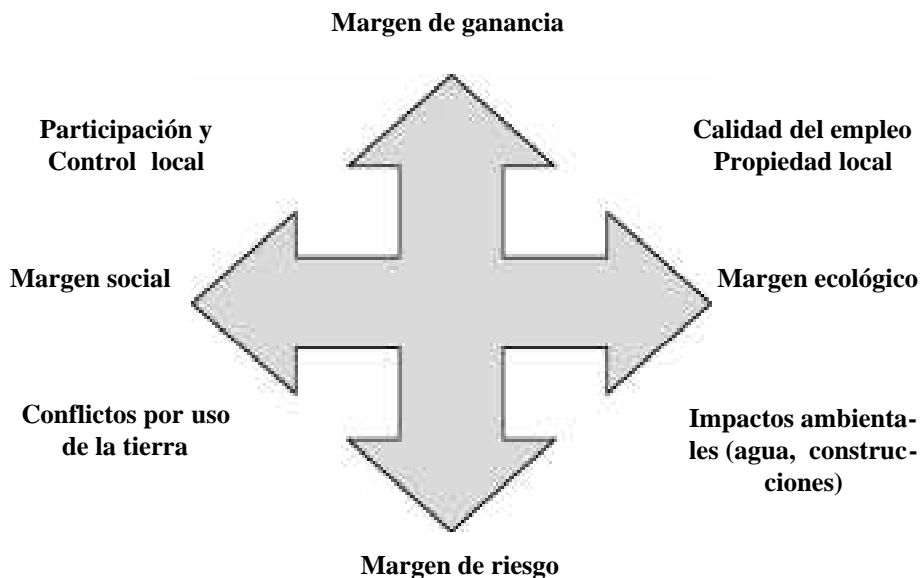 Margen de ganancia
Participación y
Control local
Calidad del empleo
Propiedad local
Margen social
Margen ecológico
Conflictos por uso
de la tierra
Impactos ambienta-
les (agua, construc-
ciones)
Margen de riesgo